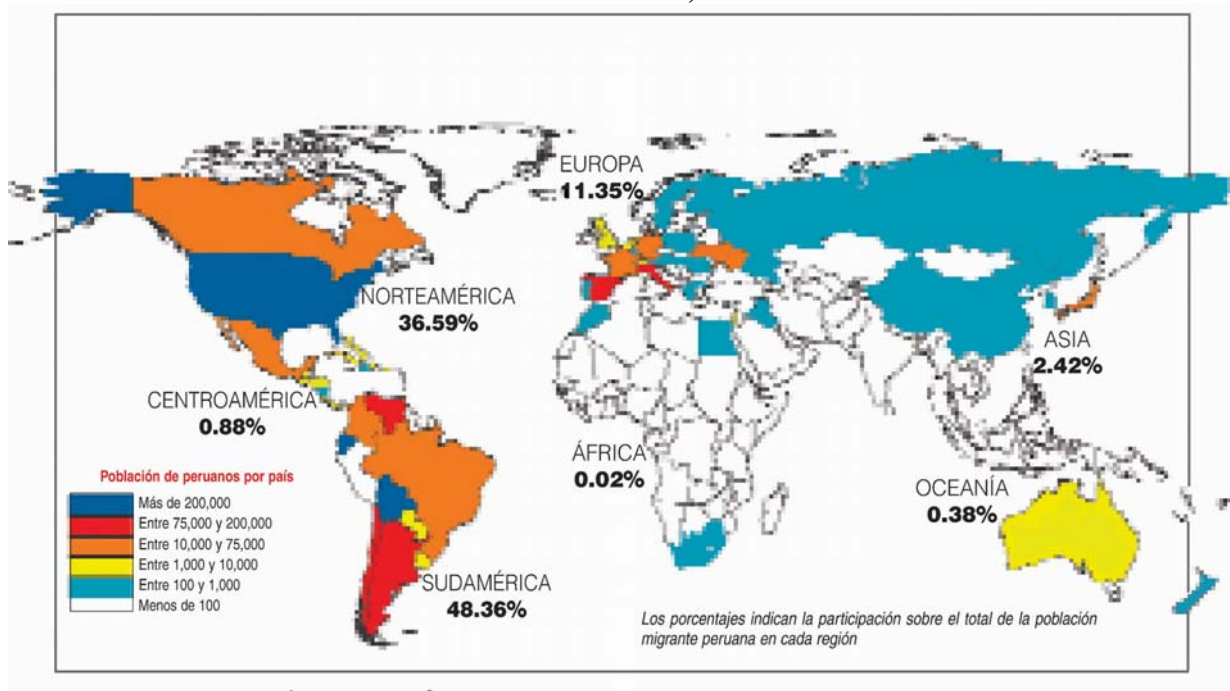 EUROPA
11.35%
NORTEAMÉRICA
36.59%
ASIA
2.42%
CENTROAMÉRICA
0.88%
ÁFRICA
0.02%
OCEANÍA
0.38%
SUDAMÉRICA
48.36%
Población de peruanos por país
Más de 200,000
Entre 75,000 y 200,000
Entre 10,000 y 75,000
Entre 1,000 y 10,000
Entre 100 y 1,000
Menos de 100
Los porcentajes indican la participación sobre el total de la población
migrante peruana en cada región